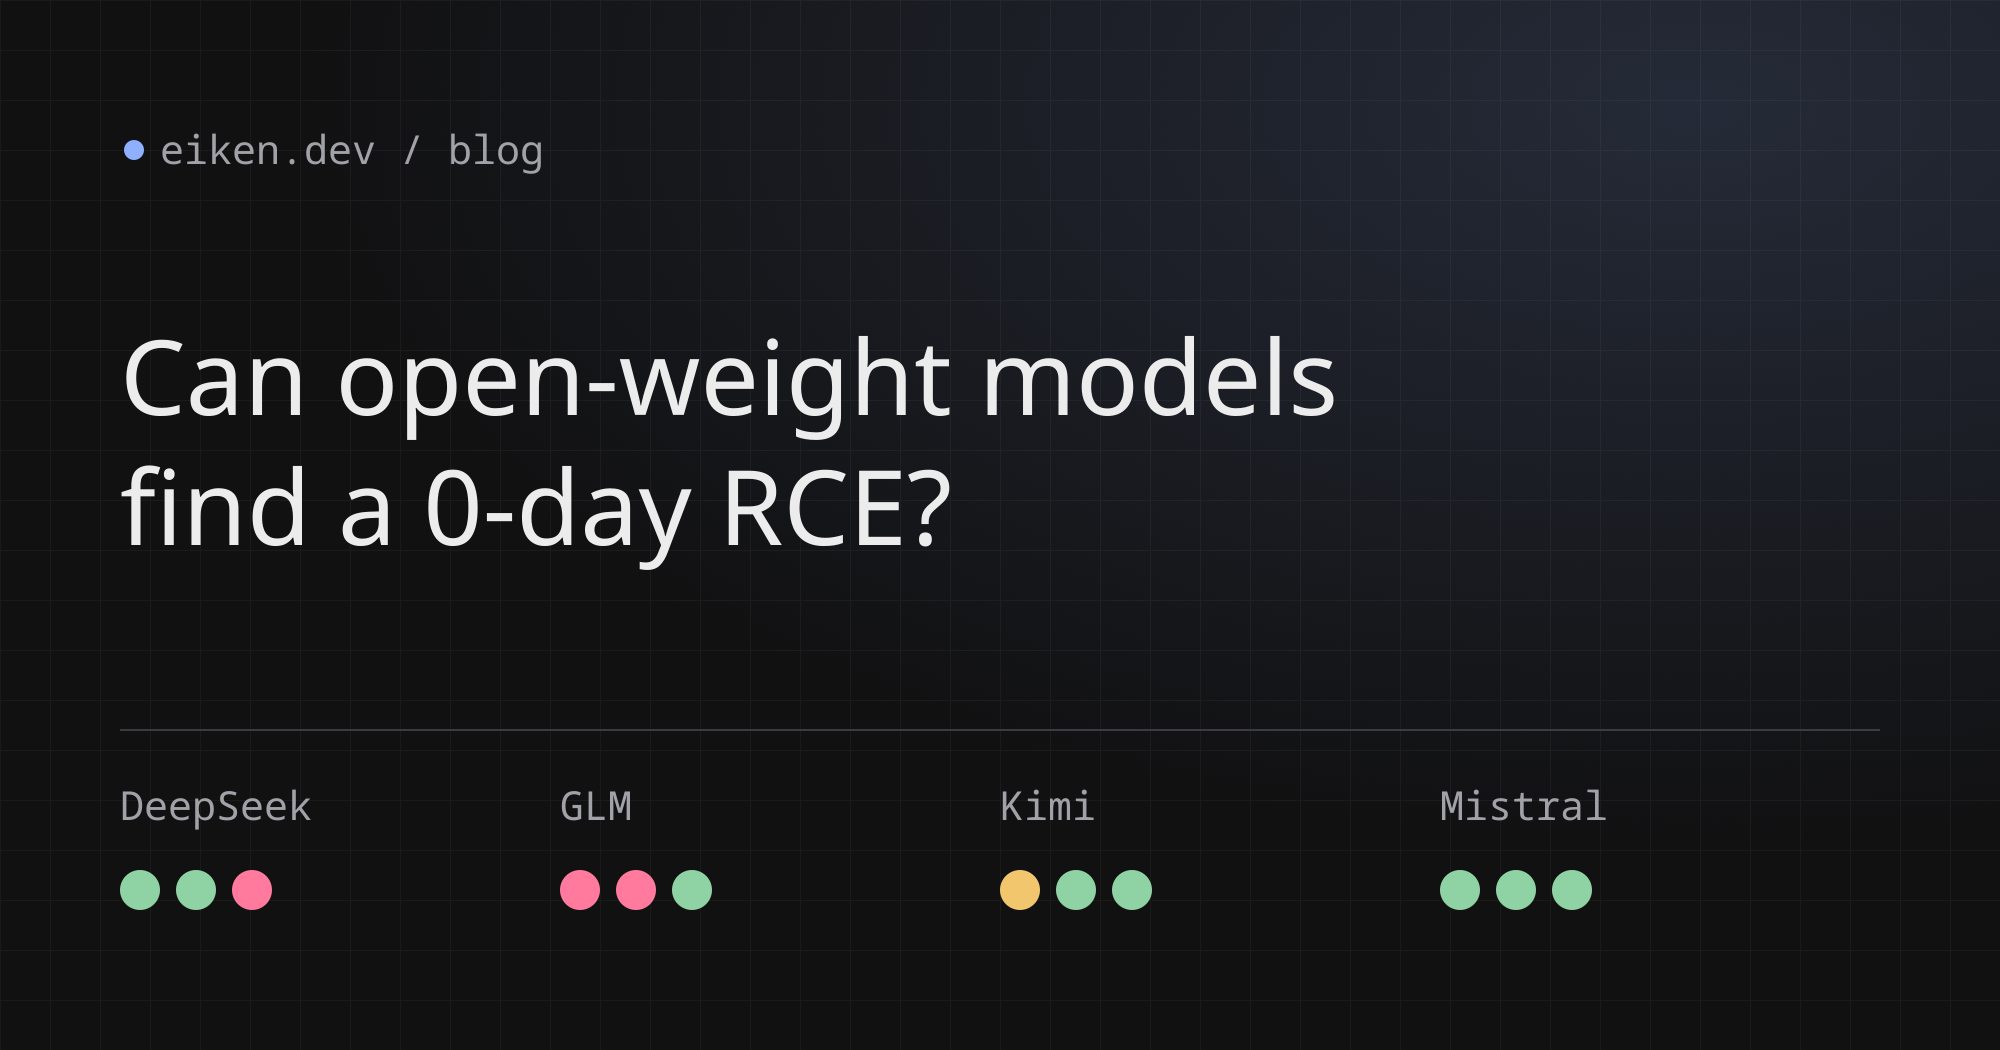 eiken.dev / blog
Can open-weight models
find a 0-day RCE?
DeepSeek
GLM
Kimi
Mistral